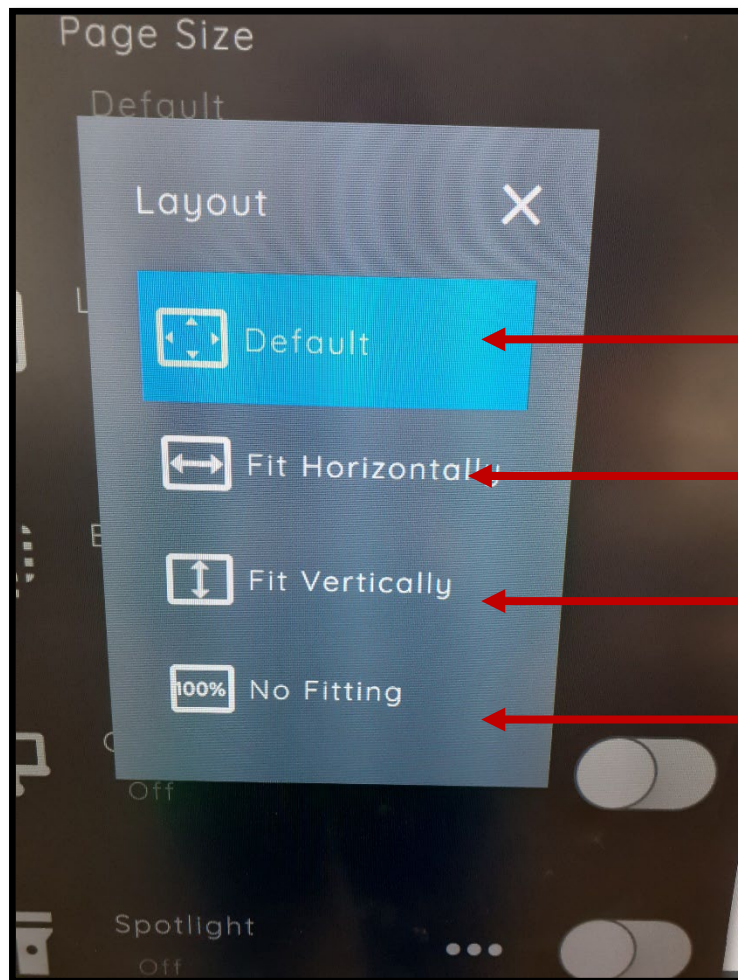 Page Size
Default
Layout
L
Default
Fit Horizontally
E
Fit Vertically
100% No Fitting
Off
Spotlight
Off